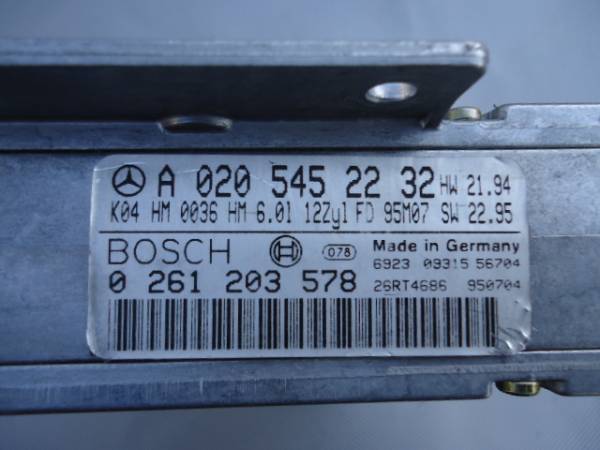 A 020 545 22 32 HW 21.94
K04 HM 0036 HM 6.0l 12Zyl FD 95M07 SW 22.95
BOSCH 078 Made in Germany
6923 09315 56704
0 261 203 578 26RT4686 950704